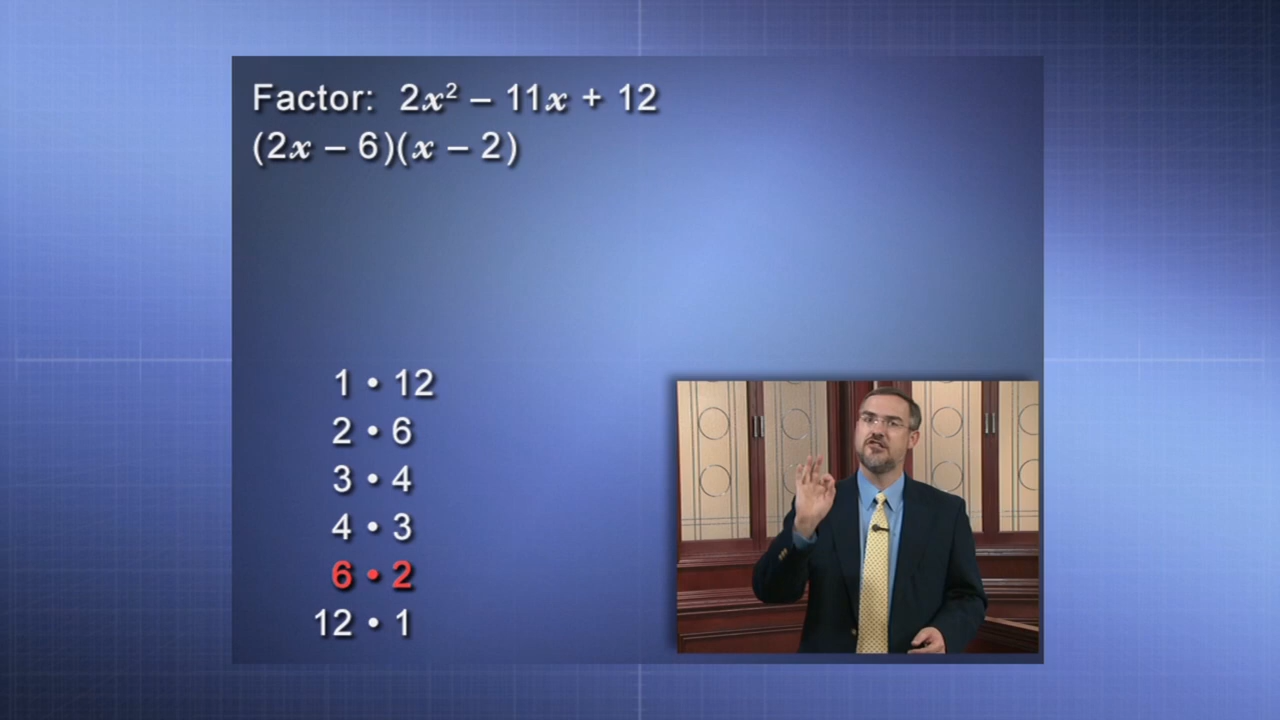 Factor: 2x² – 11x + 12
(2x – 6)(x – 2)
1 • 12
2 • 6
3 • 4
4 • 3
6 • 2
12 • 1